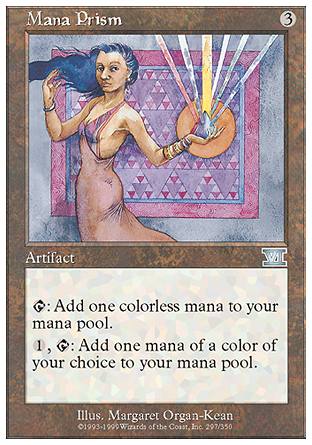 Mana Prism 3
Artifact VI
: Add one colorless mana to your
mana pool.
1, : Add one mana of a color of
your choice to your mana pool.
Illus. Margaret Organ-Kean
©1993-1999 Wizards of the Coast, Inc. 297/350